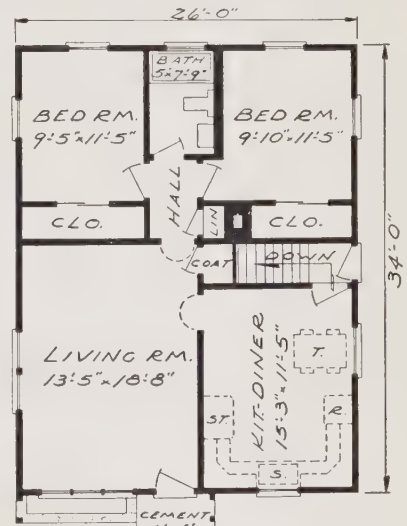 26'-0"
BATH
5'x7'-9"
BED RM.
9'-5"x11'-5"
BED RM.
9'-10"x11'-5"
HALL
CLO.
LIN
CLO.
COAT
DOWN
34'-0"
LIVING RM.
13'-5"x18'-8"
KIT-DINER
15'-3"x11'-5"
T.
ST.
R.
S.
CEMENT